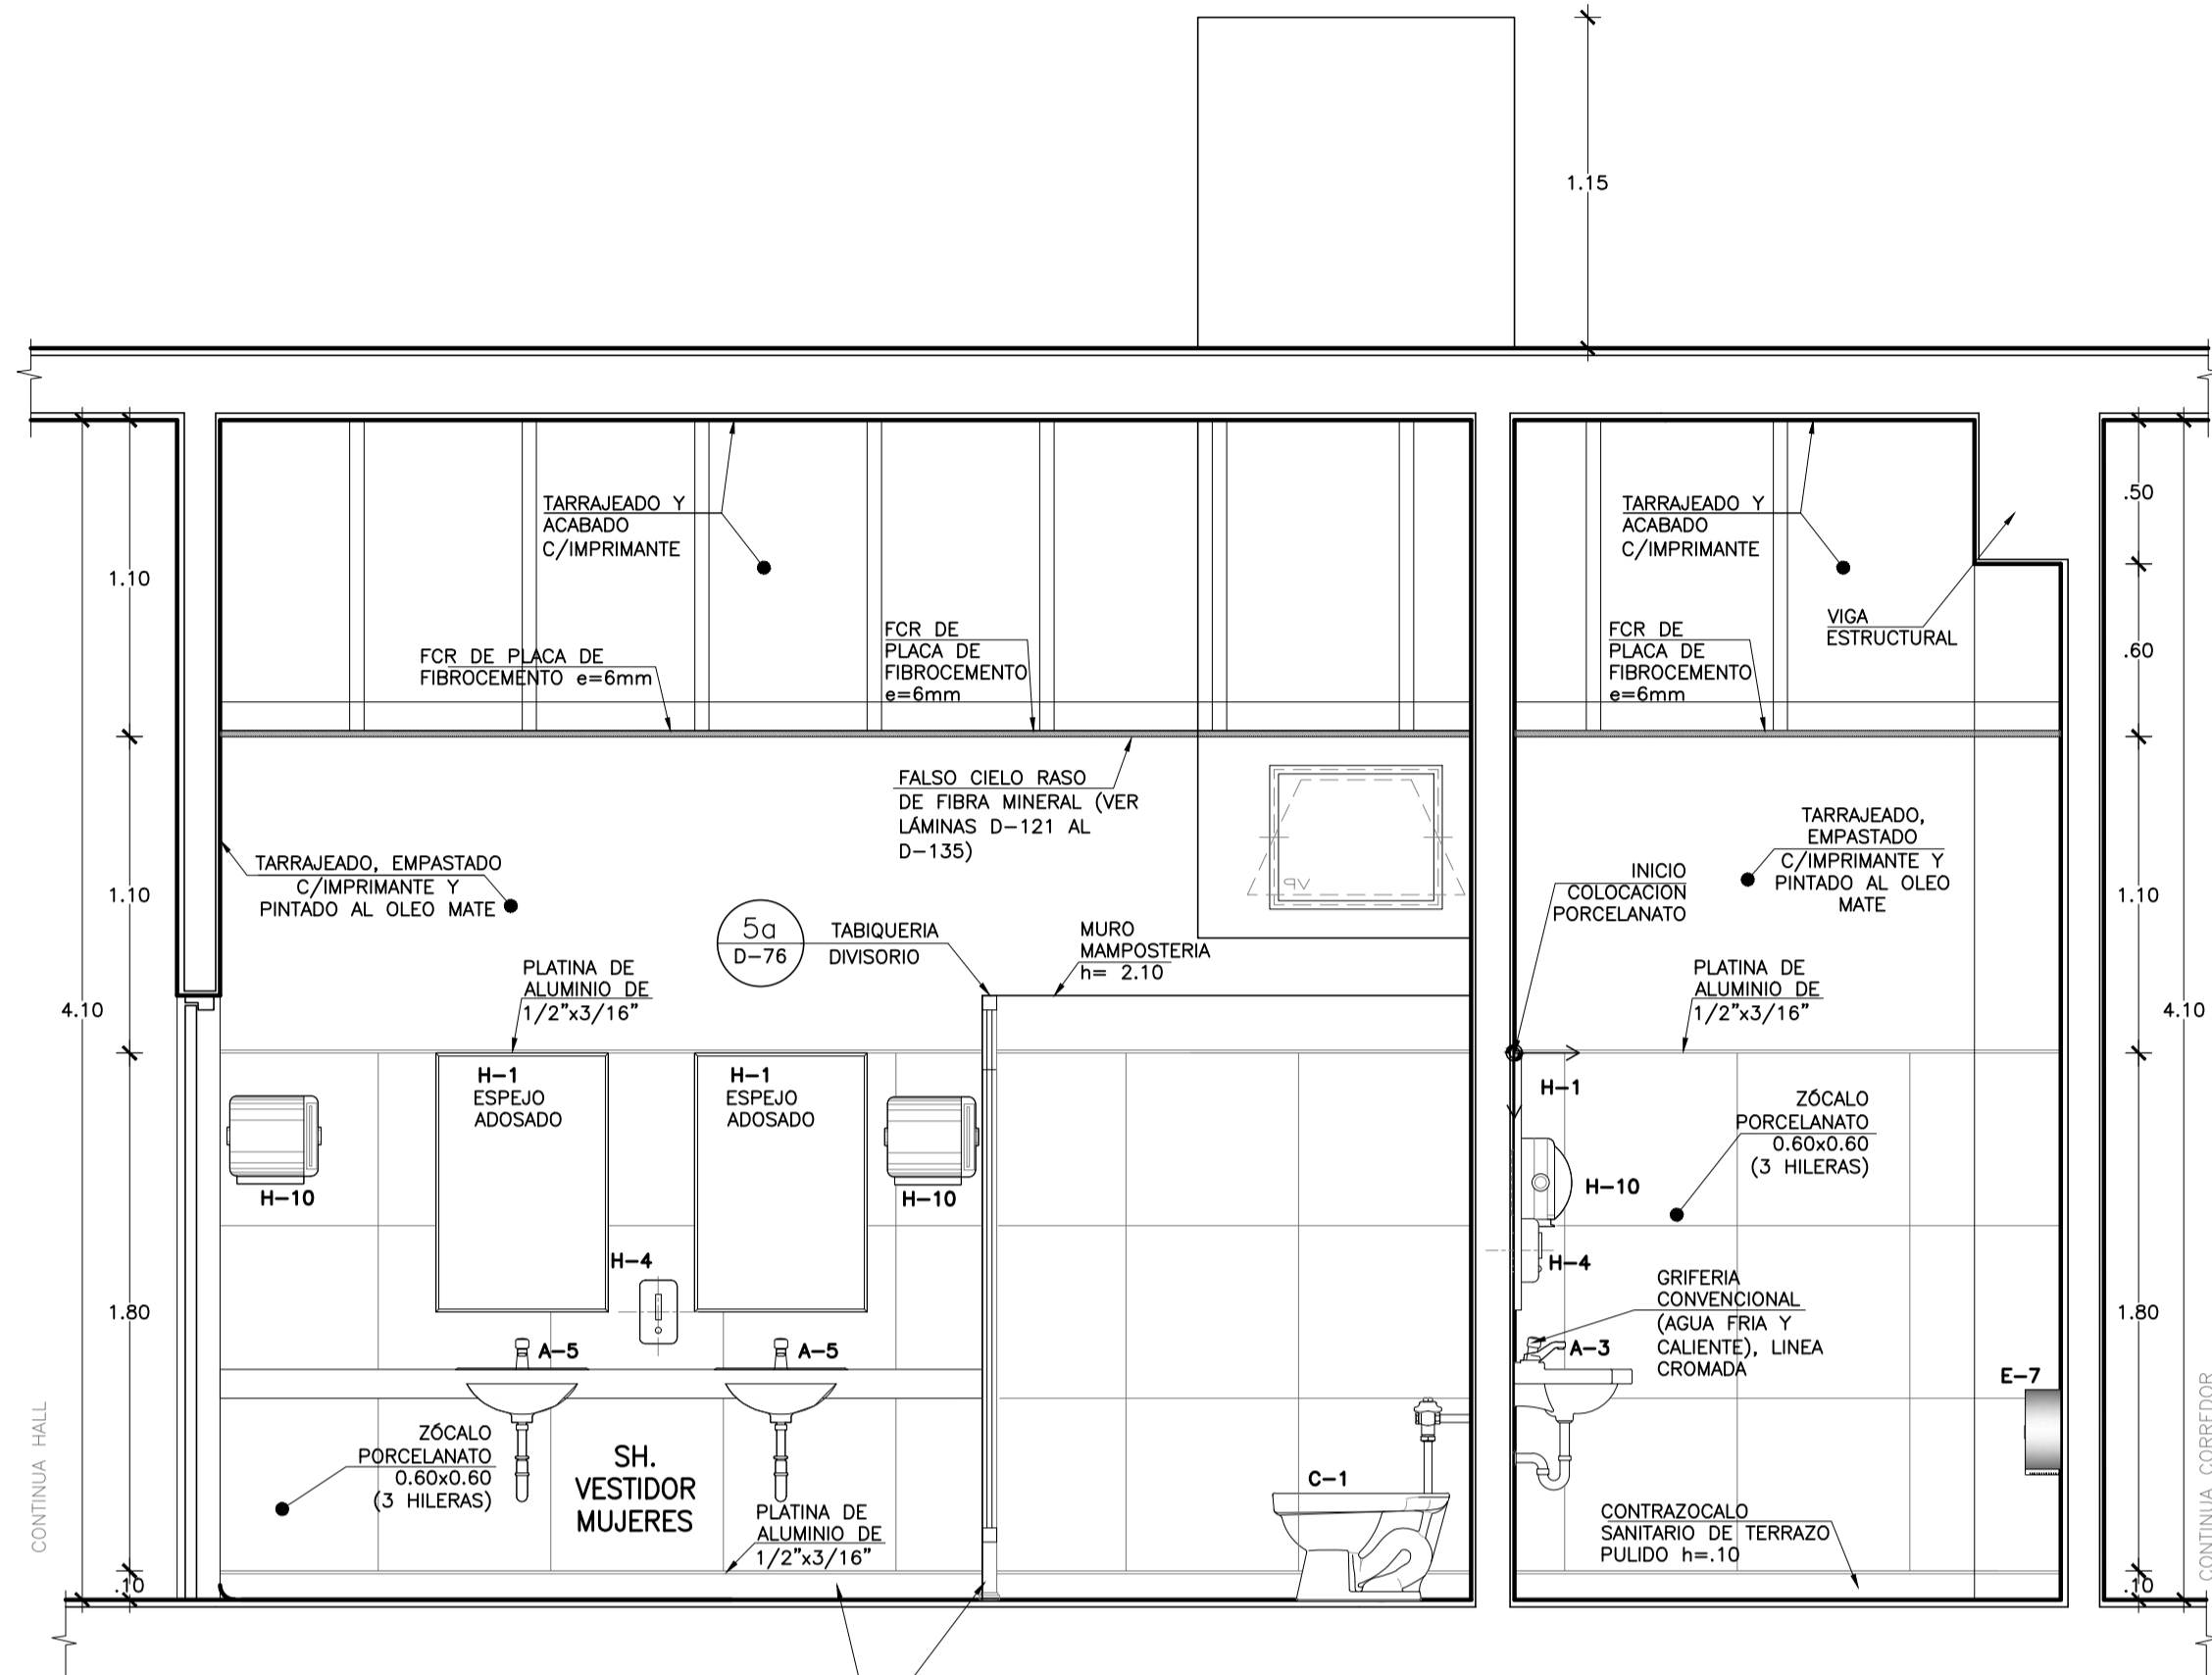 1.15
TARRAJEADO Y
ACABADO
C/IMPRIMANTE
TARRAJEADO Y
ACABADO
C/IMPRIMANTE
.50
1.10
FCR DE PLACA DE
FIBROCEMENTO e=6mm
FCR DE
PLACA DE
FIBROCEMENTO
e=6mm
FCR DE
PLACA DE
FIBROCEMENTO
e=6mm
VIGA
ESTRUCTURAL
.60
FALSO CIELO RASO
DE FIBRA MINERAL (VER
LÁMINAS D-121 AL
D-135)
VP
TARRAJEADO, EMPASTADO
C/IMPRIMANTE Y
PINTADO AL OLEO MATE
1.10
INICIO
COLOCACION
PORCELANATO
TARRAJEADO,
EMPASTADO
C/IMPRIMANTE Y
PINTADO AL OLEO
MATE
1.10
5a
D-76
TABIQUERIA
DIVISORIO
MURO
MAMPOSTERIA
h= 2.10
PLATINA DE
ALUMINIO DE
1/2"x3/16"
PLATINA DE
ALUMINIO DE
1/2"x3/16"
4.10
4.10
H-1
ESPEJO
ADOSADO
H-1
ESPEJO
ADOSADO
H-1
ZÓCALO
PORCELANATO
0.60x0.60
(3 HILERAS)
H-10
H-10
H-10
H-4
H-4
GRIFERIA
CONVENCIONAL
(AGUA FRIA Y
CALIENTE), LINEA
CROMADA
1.80
1.80
A-5
A-5
A-3
E-7
ZÓCALO
PORCELANATO
0.60x0.60
(3 HILERAS)
SH.
VESTIDOR
MUJERES
C-1
PLATINA DE
ALUMINIO DE
1/2"x3/16"
CONTRAZOCALO
SANITARIO DE TERRAZO
PULIDO h=.10
.10
.10
CONTINUA HALL
CONTINUA CORREDOR